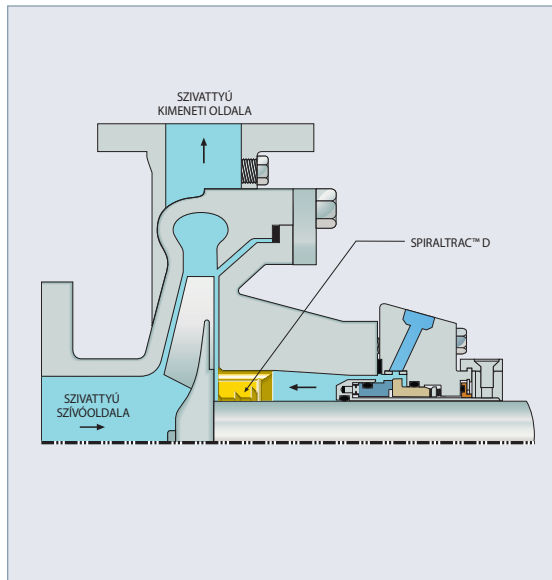 SZIVATTYÚ
KIMENETI OLDALA
SPIRALTRAC™ D
SZIVATTYÚ
SZÍVÓOLDALA